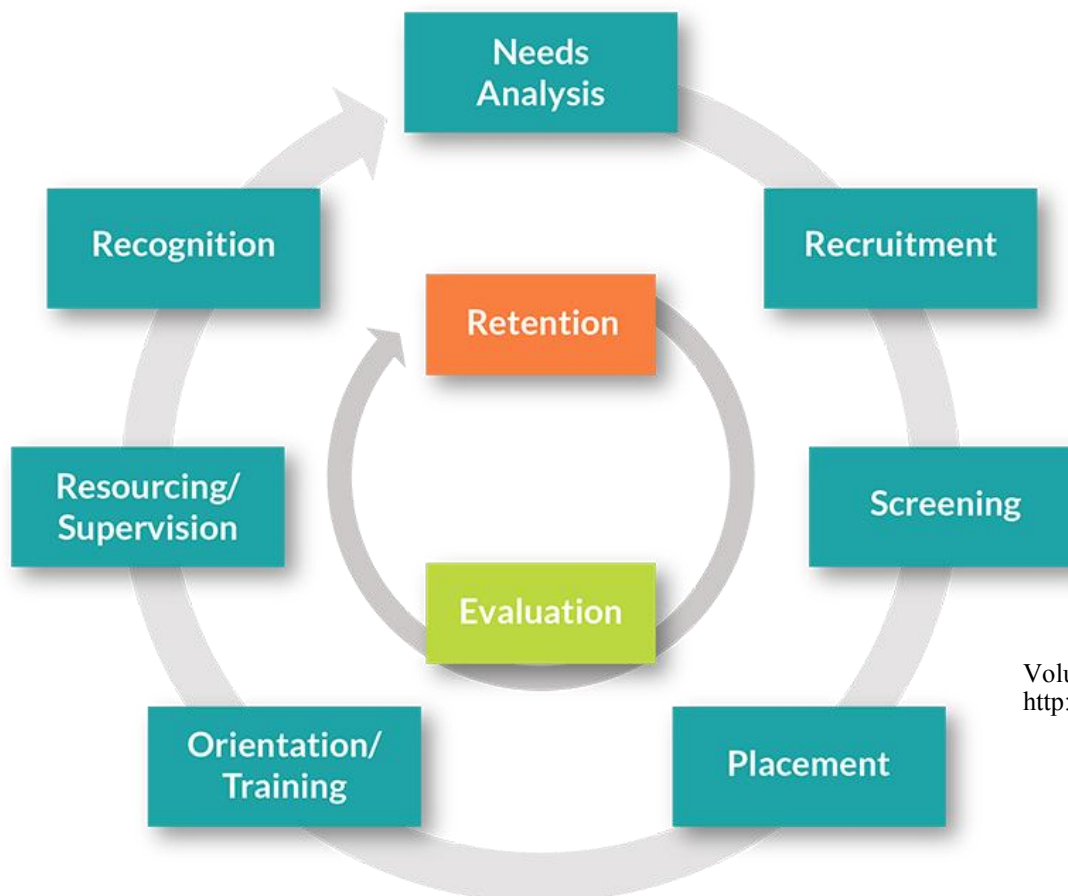 Needs
Analysis
Recruitment
Screening
Placement
Orientation/
Training
Resourcing/
Supervision
Recognition
Retention
Evaluation